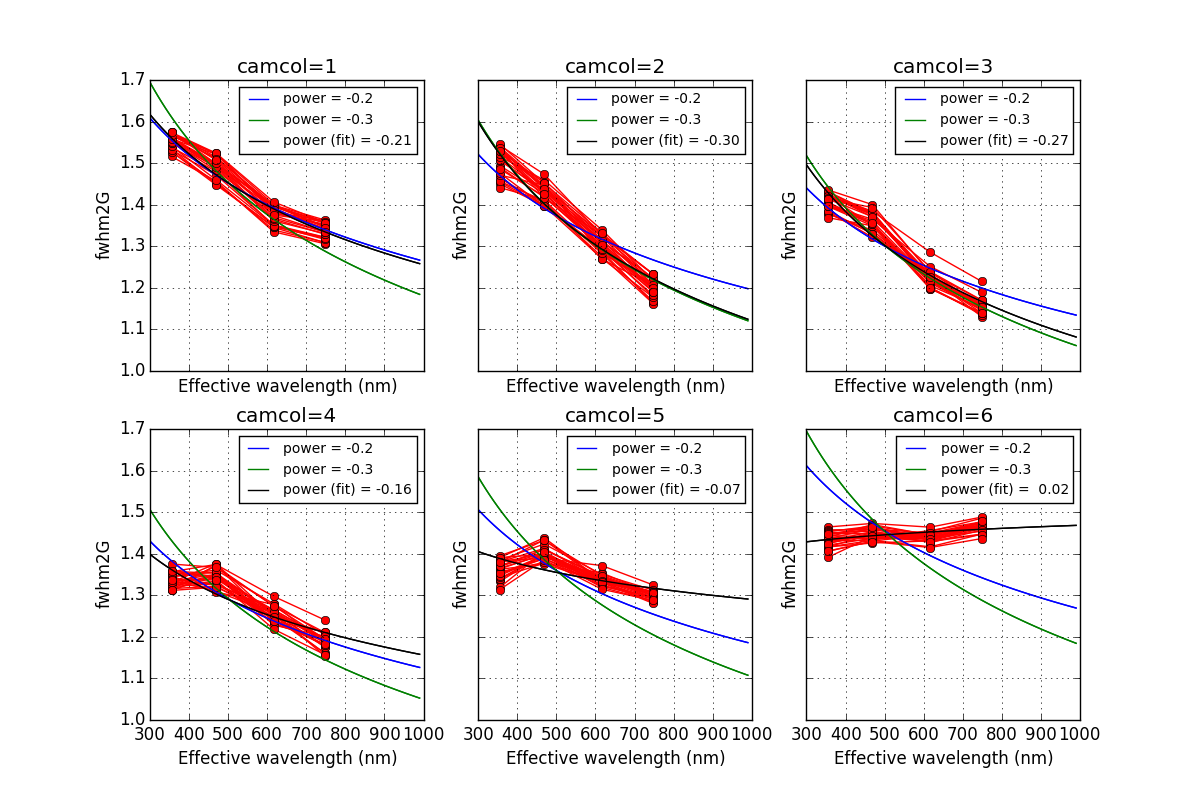 camcol=1
camcol=2
camcol=3
1.7
1.6
1.5
1.4
1.3
1.2
1.1
1.0
fwhm2G
fwhm2G
fwhm2G
power = -0.2
power = -0.3
power (fit) = -0.21
power = -0.2
power = -0.3
power (fit) = -0.30
power = -0.2
power = -0.3
power (fit) = -0.27
Effective wavelength (nm)
Effective wavelength (nm)
Effective wavelength (nm)
camcol=4
camcol=5
camcol=6
1.7
1.6
1.5
1.4
1.3
1.2
1.1
1.0
fwhm2G
fwhm2G
fwhm2G
power = -0.2
power = -0.3
power (fit) = -0.16
power = -0.2
power = -0.3
power (fit) = -0.07
power = -0.2
power = -0.3
power (fit) = 0.02
300 400 500 600 700 800 900 1000
300 400 500 600 700 800 900 1000
300 400 500 600 700 800 900 1000
Effective wavelength (nm)
Effective wavelength (nm)
Effective wavelength (nm)